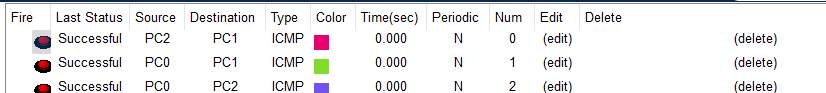 Fire Last Status Source Destination Type Color Time(sec) Periodic Num Edit Delete
Successful PC2 PC1 ICMP 0.000 N 0 (edit) (delete)
Successful PC0 PC1 ICMP 0.000 N 1 (edit) (delete)
Successful PC0 PC2 ICMP 0.000 N 2 (edit) (delete)